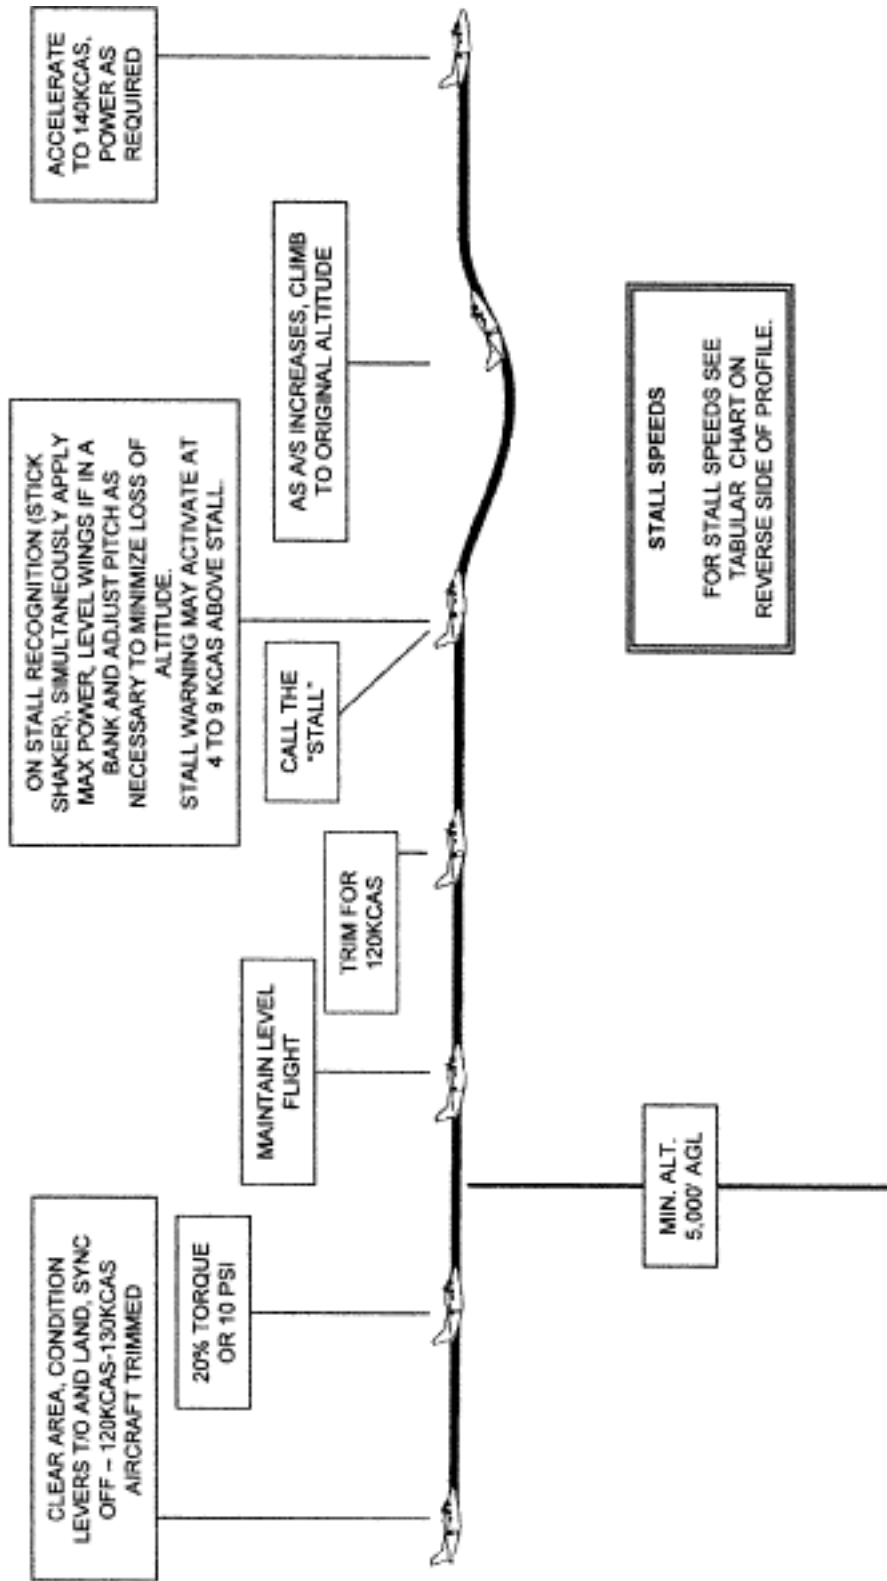 CLEAR AREA, CONDITION
LEVERS T/O AND LAND, SYNC
OFF – 120KCAS-130KCAS
AIRCRAFT TRIMMED
20% TORQUE
OR 10 PSI
MAINTAIN LEVEL
FLIGHT
TRIM FOR
120KCAS
CALL THE
"STALL"
ON STALL RECOGNITION (STICK
SHAKER), SIMULTANEOUSLY APPLY
MAX POWER, LEVEL WINGS IF IN A
BANK AND ADJUST PITCH AS
NECESSARY TO MINIMIZE LOSS OF
ALTITUDE.
STALL WARNING MAY ACTIVATE AT
4 TO 9 KCAS ABOVE STALL.
AS A/S INCREASES, CLIMB
TO ORIGINAL ALTITUDE
ACCELERATE
TO 140KCAS,
POWER AS
REQUIRED
MIN. ALT.
5,000' AGL
STALL SPEEDS
FOR STALL SPEEDS SEE
TABULAR CHART ON
REVERSE SIDE OF PROFILE.